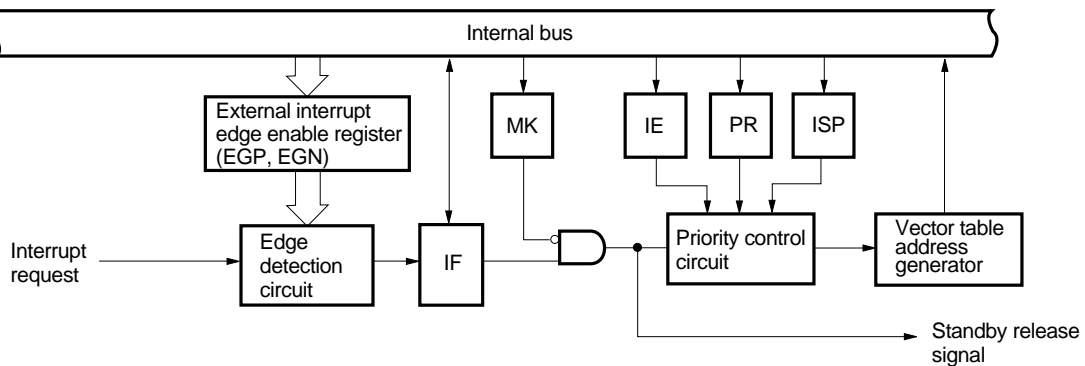 Internal bus
External interrupt
edge enable register
(EGP, EGN)
MK
IE
PR
ISP
Interrupt
request
Edge
detection
circuit
IF
Priority control
circuit
Vector table
address
generator
Standby release
signal